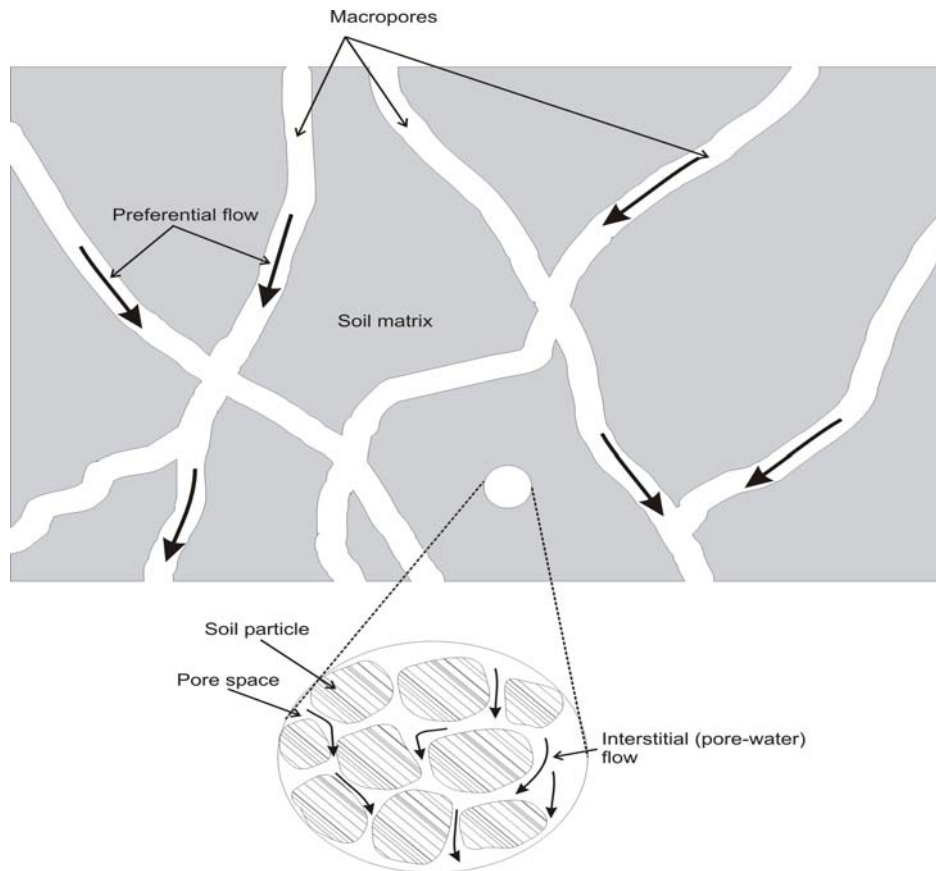 Macropores
Preferential flow
Soil matrix
Soil particle
Pore space
Interstitial (pore-water)
flow